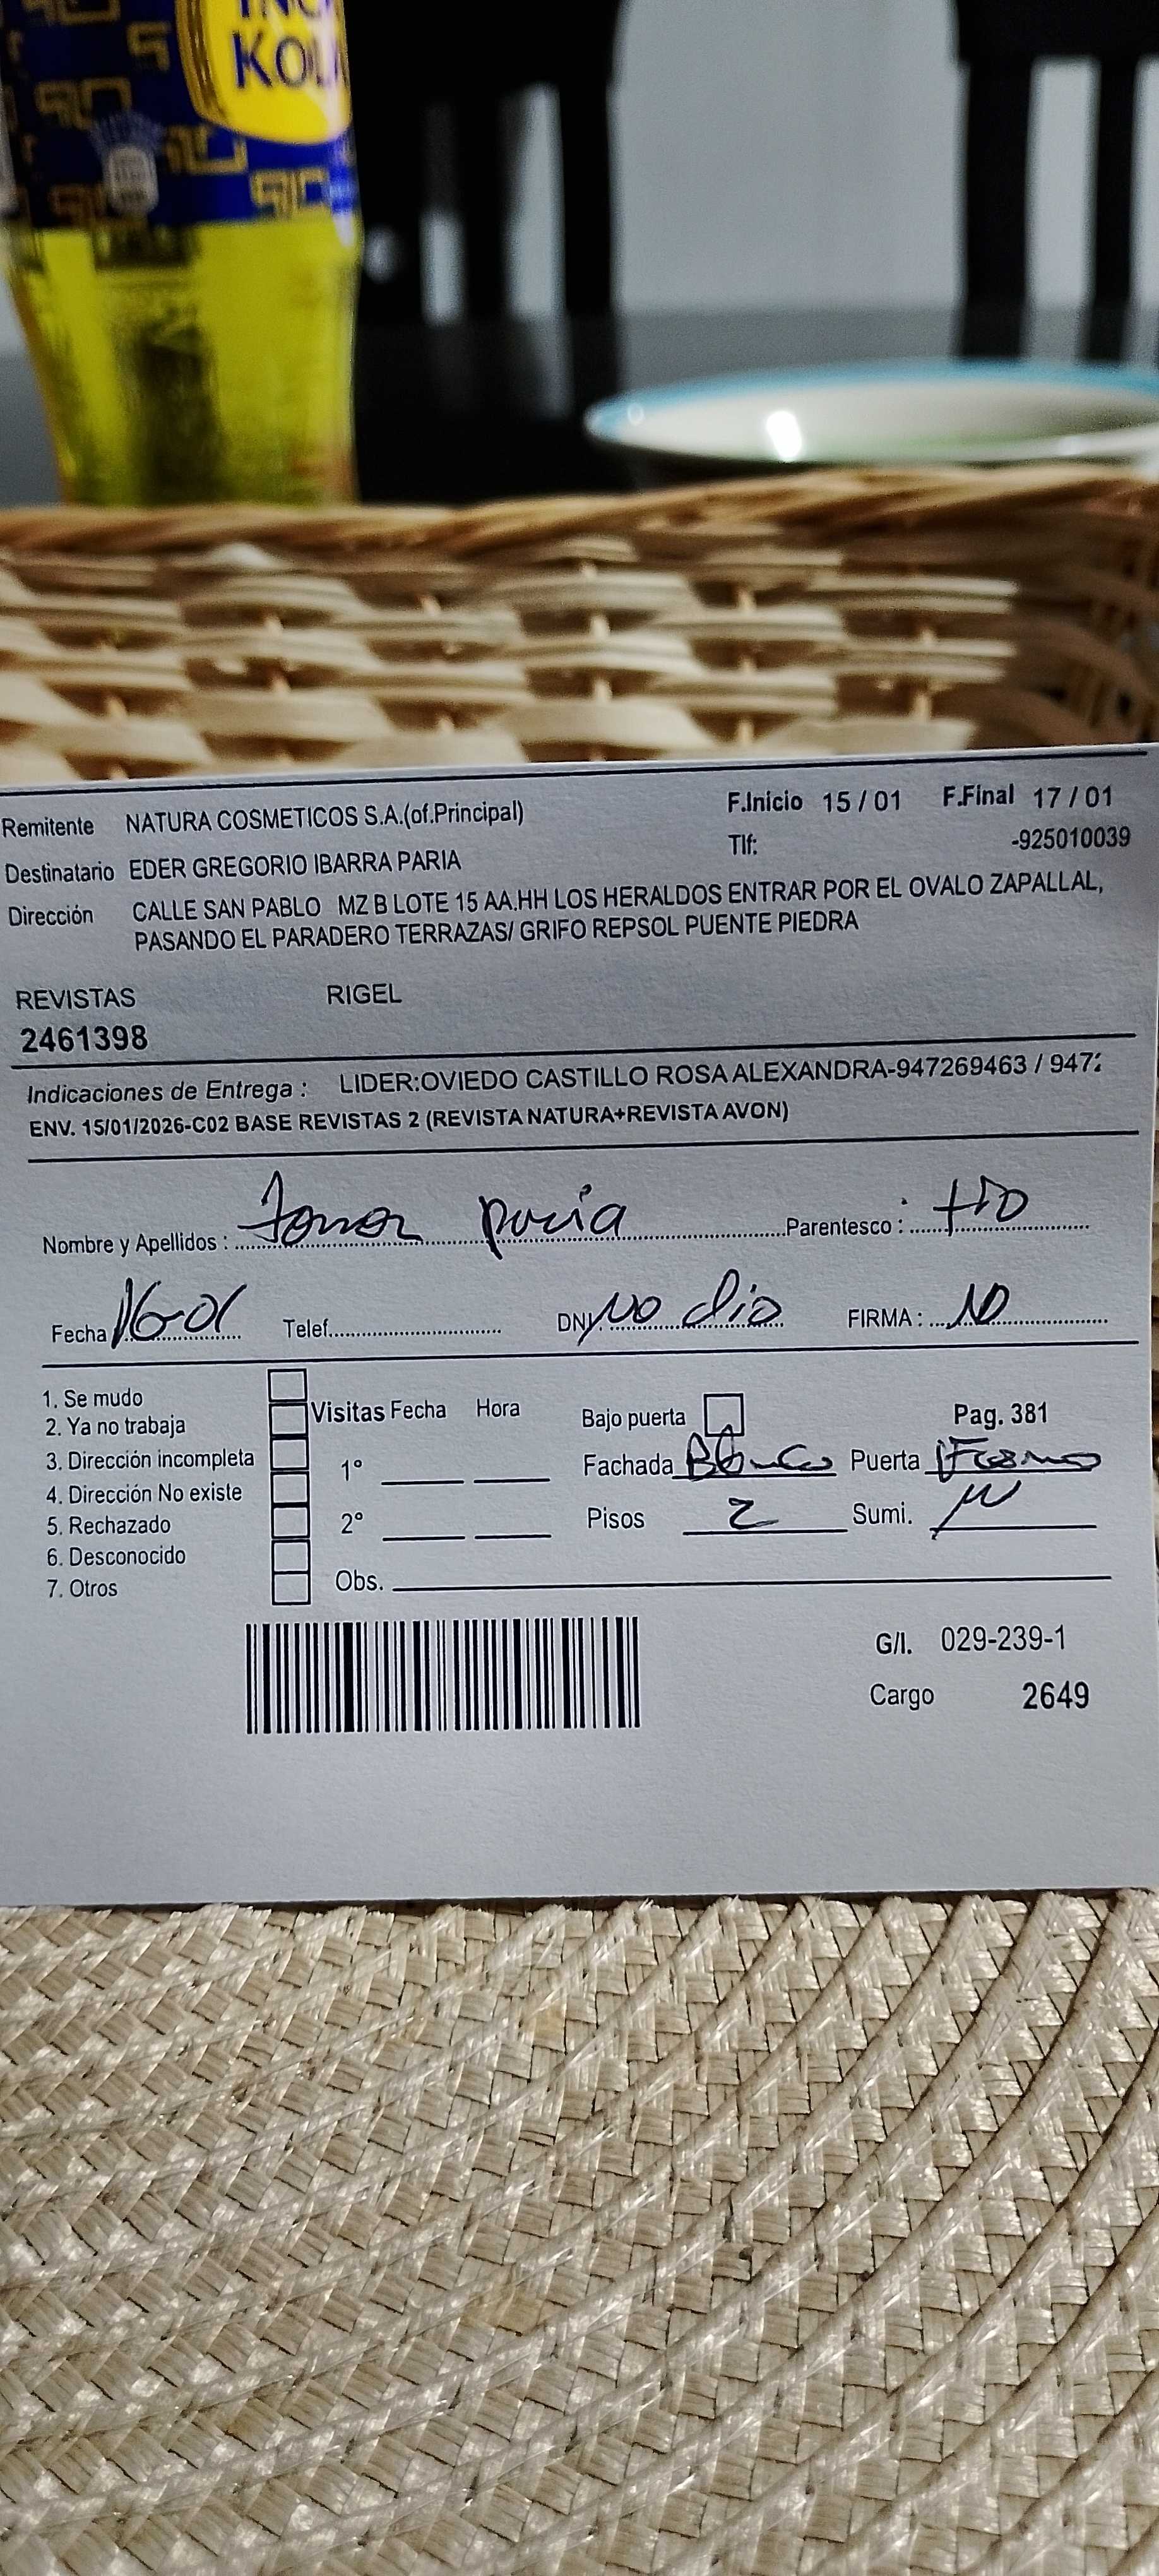 INCA
KOLA
Remitente NATURA COSMETICOS S.A.(of.Principal) F.Inicio 15 / 01 F.Final 17 / 01
Tlf: -925010039
Destinatario EDER GREGORIO IBARRA PARIA
Dirección CALLE SAN PABLO MZ B LOTE 15 AA.HH LOS HERALDOS ENTRAR POR EL OVALO ZAPALLAL,
PASANDO EL PARADERO TERRAZAS/ GRIFO REPSOL PUENTE PIEDRA
REVISTAS RIGEL
2461398
Indicaciones de Entrega : LIDER:OVIEDO CASTILLO ROSA ALEXANDRA-947269463 / 947
ENV. 15/01/2026-C02 BASE REVISTAS 2 (REVISTA NATURA+REVISTA AVON)
Nombre y Apellidos : paria Parentesco : tio
Fecha 16-01 Telef. DNI. NO dio FIRMA :
1. Se mudo
2. Ya no trabaja
3. Dirección incompleta
4. Dirección No existe
5. Rechazado
6. Desconocido
7. Otros
Visitas Fecha Hora
1°
2°
Obs.
Bajo puerta Pag. 381
Fachada Blanco Puerta
Pisos 2 Sumi.
G/I. 029-239-1
Cargo 2649